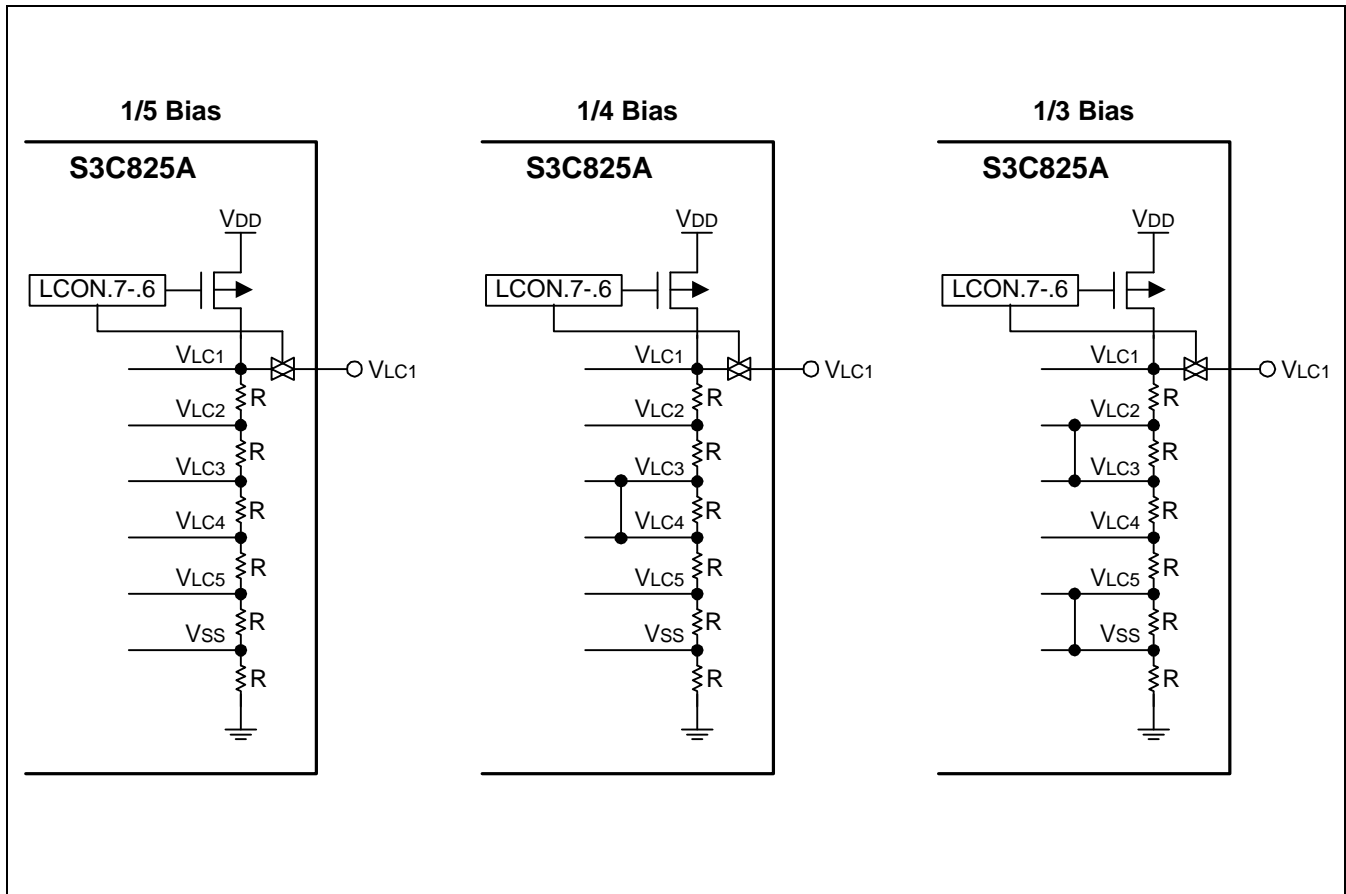 1/5 Bias
S3C825A
VDD
LCON.7-.6
VLC1
VLC1
R
VLC2
R
VLC3
R
VLC4
R
VLC5
R
VSS
R
1/4 Bias
S3C825A
VDD
LCON.7-.6
VLC1
VLC1
R
VLC2
R
VLC3
R
VLC4
R
VLC5
R
VSS
R
1/3 Bias
S3C825A
VDD
LCON.7-.6
VLC1
VLC1
R
VLC2
R
VLC3
R
VLC4
R
VLC5
R
VSS
R